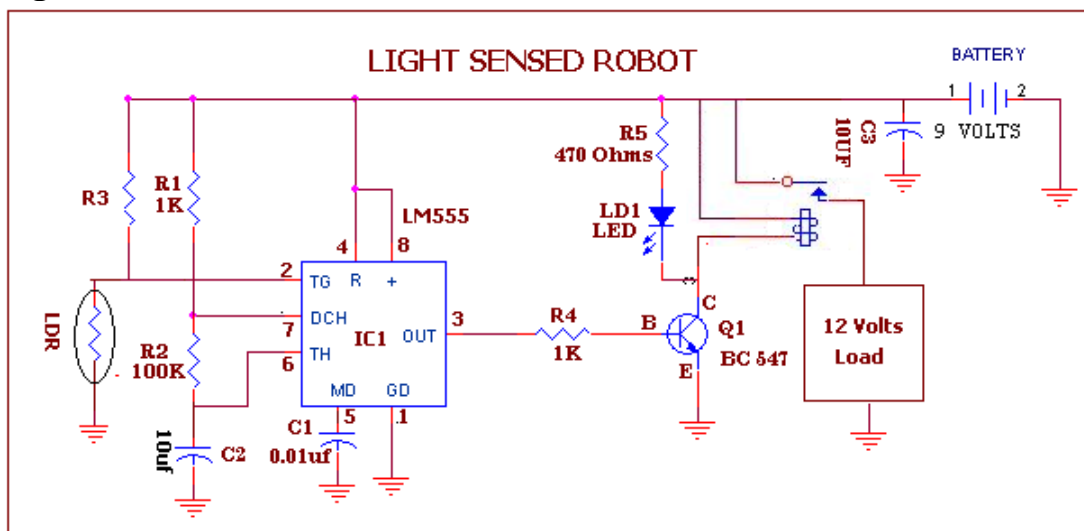 LIGHT SENSED ROBOT
BATTERY
1
2
9 VOLTS
C3
10UF
R5
470 Ohms
R3
R1
1K
LM555
LD1
LED
4
8
2
TG
R
+
C
DCH
7
IC1
OUT
3
R4
1K
B
Q1
BC 547
E
12 Volts
Load
LDR
R2
100K
6
TH
MD
GD
5
1
C1
0.01uf
10uf
C2